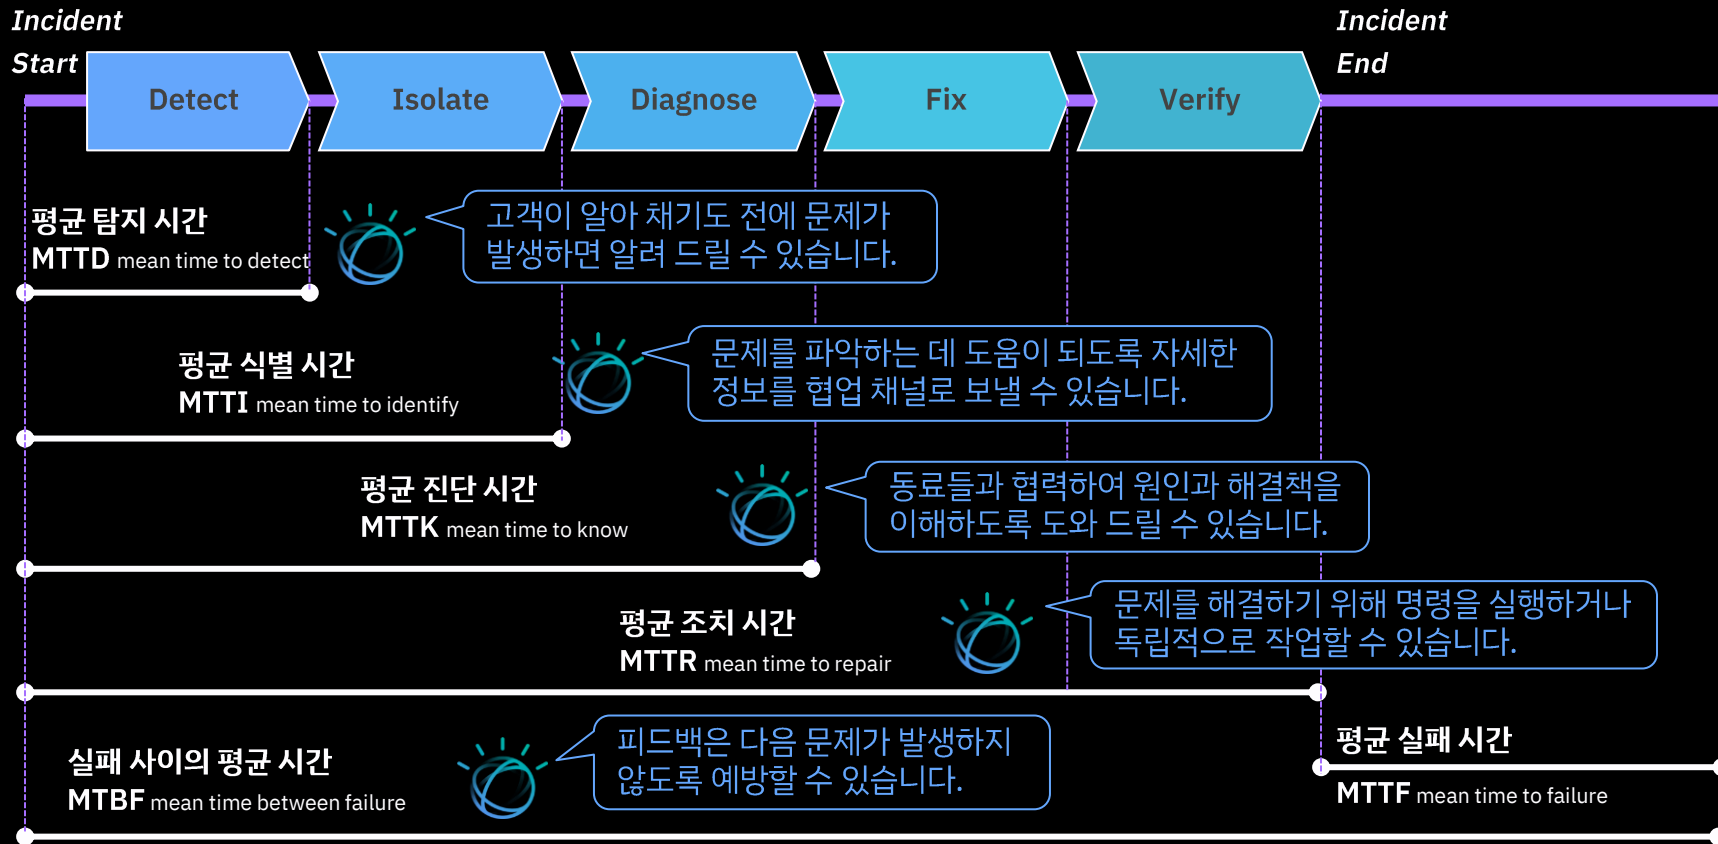 Incident
Start
Incident
End
Detect
Isolate
Diagnose
Fix
Verify
평균 탐지 시간
MTTD mean time to detect
고객이 알아 채기도 전에 문제가
발생하면 알려 드릴 수 있습니다.
평균 식별 시간
MTTI mean time to identify
문제를 파악하는 데 도움이 되도록 자세한
정보를 협업 채널로 보낼 수 있습니다.
평균 진단 시간
MTTK mean time to know
동료들과 협력하여 원인과 해결책을
이해하도록 도와 드릴 수 있습니다.
평균 조치 시간
MTTR mean time to repair
문제를 해결하기 위해 명령을 실행하거나
독립적으로 작업할 수 있습니다.
실패 사이의 평균 시간
MTBF mean time between failure
피드백은 다음 문제가 발생하지
않도록 예방할 수 있습니다.
평균 실패 시간
MTTF mean time to failure